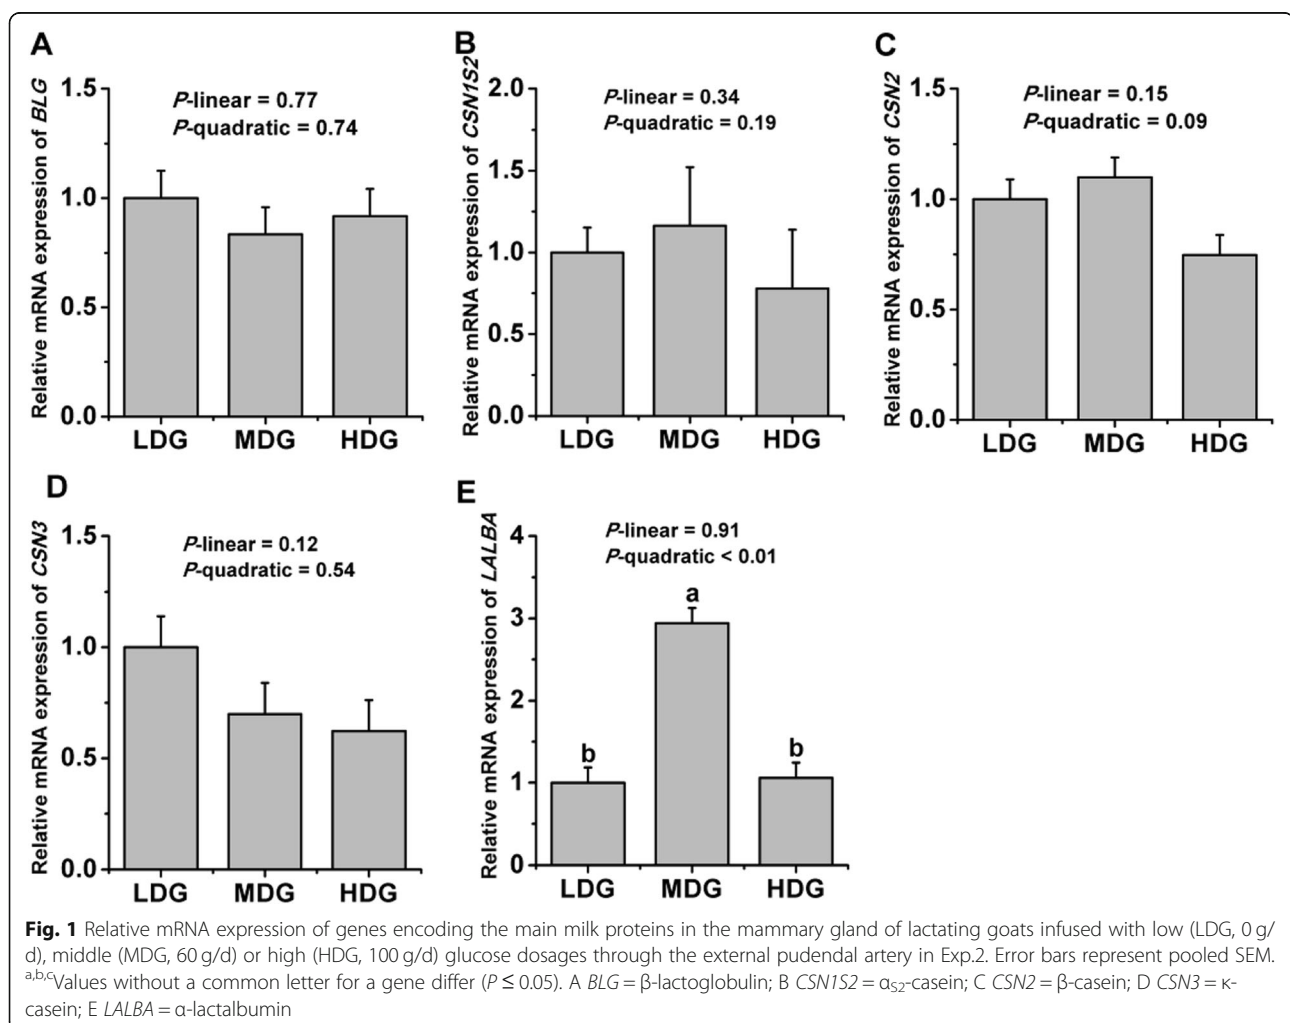 A
Relative mRNA expression of BLG
1.5
1.0
0.5
0.0
P-linear = 0.77
P-quadratic = 0.74
LDG MDG HDG
B
Relative mRNA expression of CSN1S2
2.0
1.5
1.0
0.5
0.0
P-linear = 0.34
P-quadratic = 0.19
LDG MDG HDG
C
Relative mRNA expression of CSN2
1.5
1.0
0.5
0.0
P-linear = 0.15
P-quadratic = 0.09
LDG MDG HDG
D
Relative mRNA expression of CSN3
1.5
1.0
0.5
0.0
P-linear = 0.12
P-quadratic = 0.54
LDG MDG HDG
E
Relative mRNA expression of LALBA
4
3
2
1
0
P-linear = 0.91
P-quadratic < 0.01
b a b
LDG MDG HDG
Fig. 1 Relative mRNA expression of genes encoding the main milk proteins in the mammary gland of lactating goats infused with low (LDG, 0 g/
d), middle (MDG, 60 g/d) or high (HDG, 100 g/d) glucose dosages through the external pudendal artery in Exp.2. Error bars represent pooled SEM.
a,b,cValues without a common letter for a gene differ (P ≤ 0.05). A BLG = β-lactoglobulin; B CSN1S2 = αS2-casein; C CSN2 = β-casein; D CSN3 = κ-
casein; E LALBA = α-lactalbumin